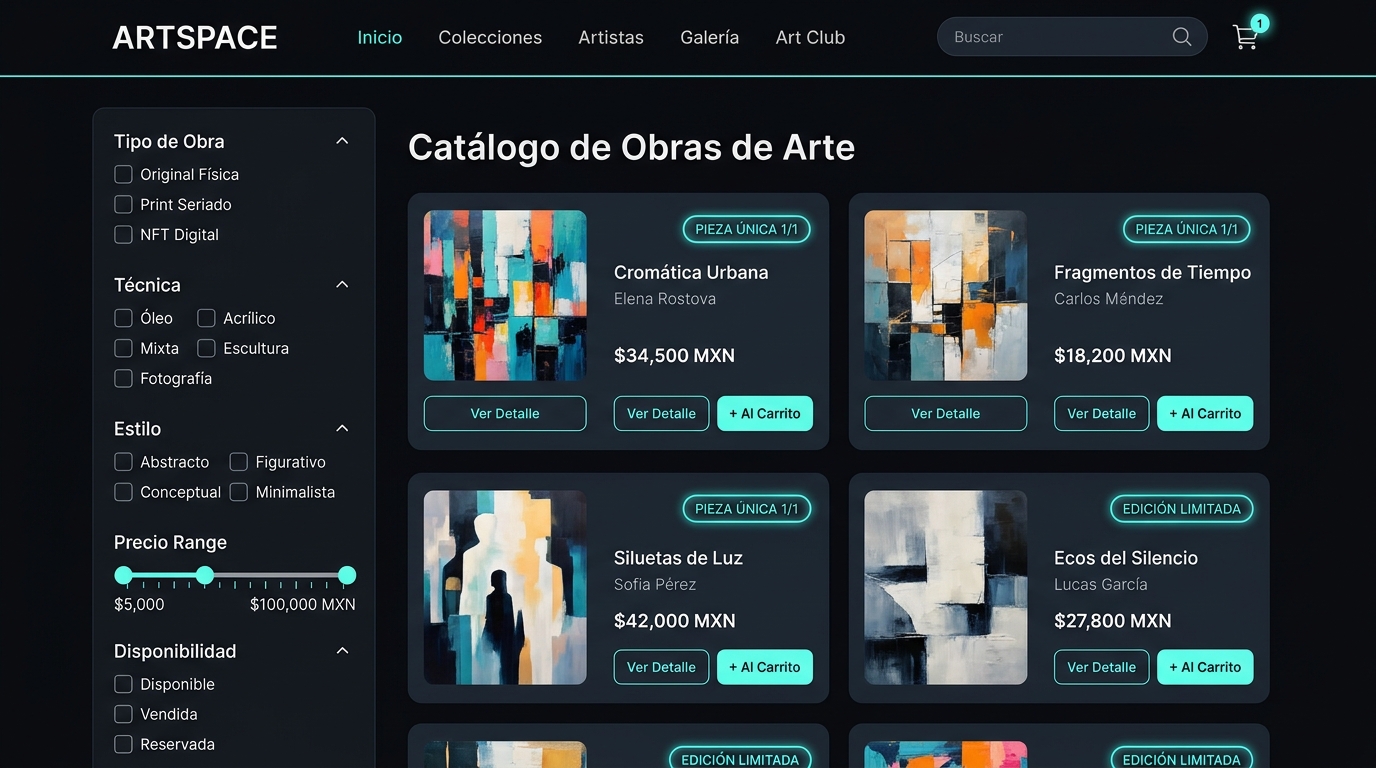 ARTSPACE Inicio Colecciones Artistas Galería Art Club Buscar 1
Tipo de Obra
Original Física
Print Seriado
NFT Digital
Técnica
Óleo Acrílico
Mixta Escultura
Fotografía
Estilo
Abstracto Figurativo
Conceptual Minimalista
Precio Range
$5,000 $100,000 MXN
Disponibilidad
Disponible
Vendida
Reservada
Catálogo de Obras de Arte
PIEZA ÚNICA 1/1
Cromática Urbana
Elena Rostova
$34,500 MXN
Ver Detalle Ver Detalle + Al Carrito
PIEZA ÚNICA 1/1
Fragmentos de Tiempo
Carlos Méndez
$18,200 MXN
Ver Detalle Ver Detalle + Al Carrito
PIEZA ÚNICA 1/1
Siluetas de Luz
Sofia Pérez
$42,000 MXN
Ver Detalle + Al Carrito
EDICIÓN LIMITADA
Ecos del Silencio
Lucas García
$27,800 MXN
Ver Detalle + Al Carrito
EDICIÓN LIMITADA
EDICIÓN LIMITADA